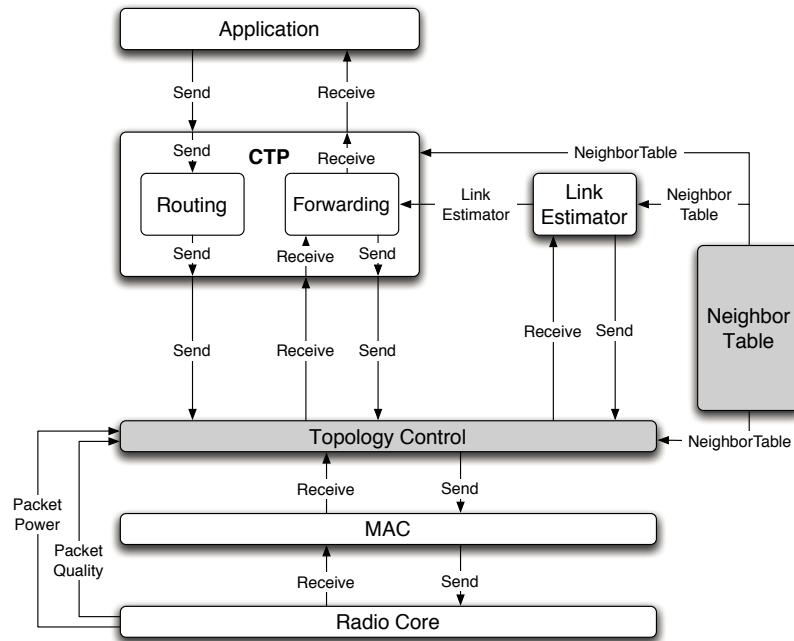 Application
Send
Receive
CTP
Send
Receive
NeighborTable
Routing
Forwarding
Link
Estimator
Link
Estimator
Neighbor
Table
Send
Receive
Send
Neighbor
Table
Send
Receive
Send
Receive
Send
Topology Control
NeighborTable
Packet
Power
Receive
Send
MAC
Packet
Quality
Receive
Send
Radio Core